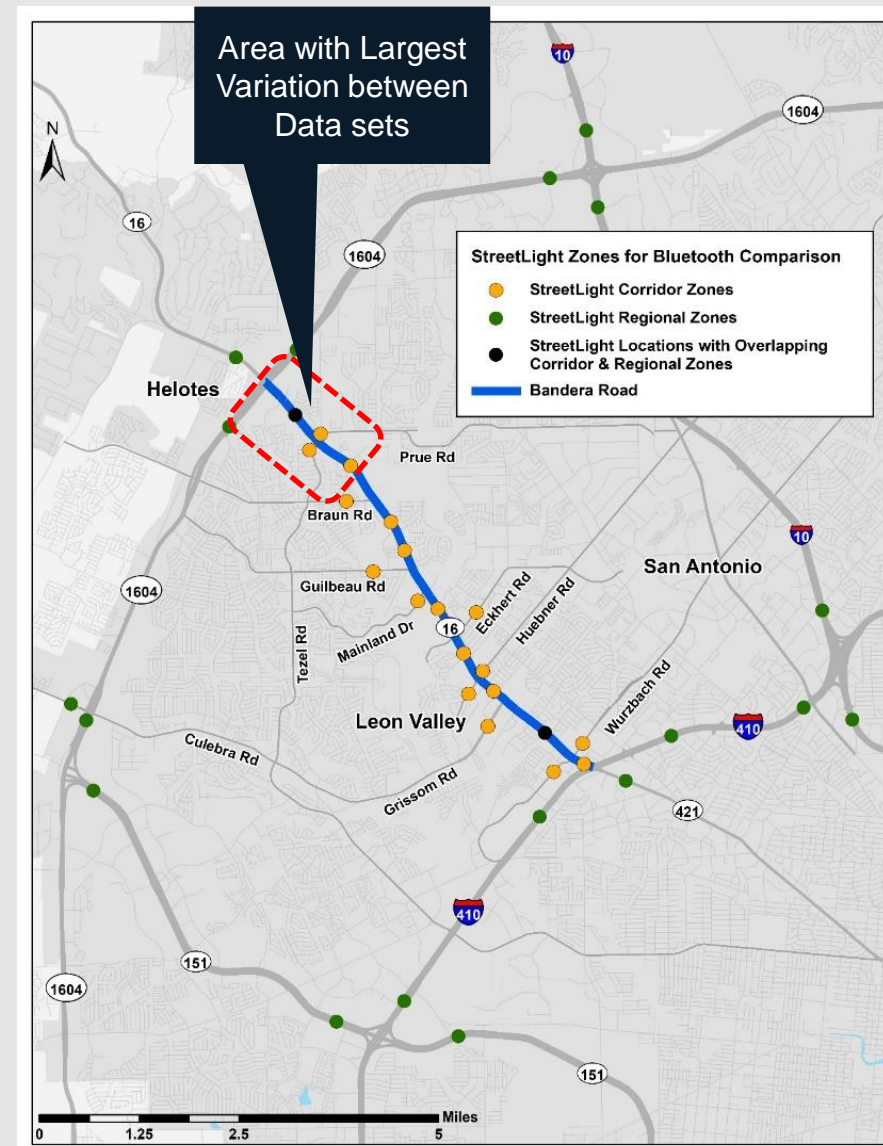 Area with Largest
Variation between
Data sets
N
10
1604
16
1604
StreetLight Zones for Bluetooth Comparison
StreetLight Corridor Zones
StreetLight Regional Zones
StreetLight Locations with Overlapping
Corridor & Regional Zones
Bandera Road
Helotes
Prue Rd
Braun Rd
10
San Antonio
Guilbeau Rd
1604
Eckhert Rd
Huebner Rd
Mainland Dr
16
Tezel Rd
Wurzbach Rd
Leon Valley
410
Culebra Rd
Grissom Rd
421
410
151
1604
151
Miles
0
1.25
2.5
5